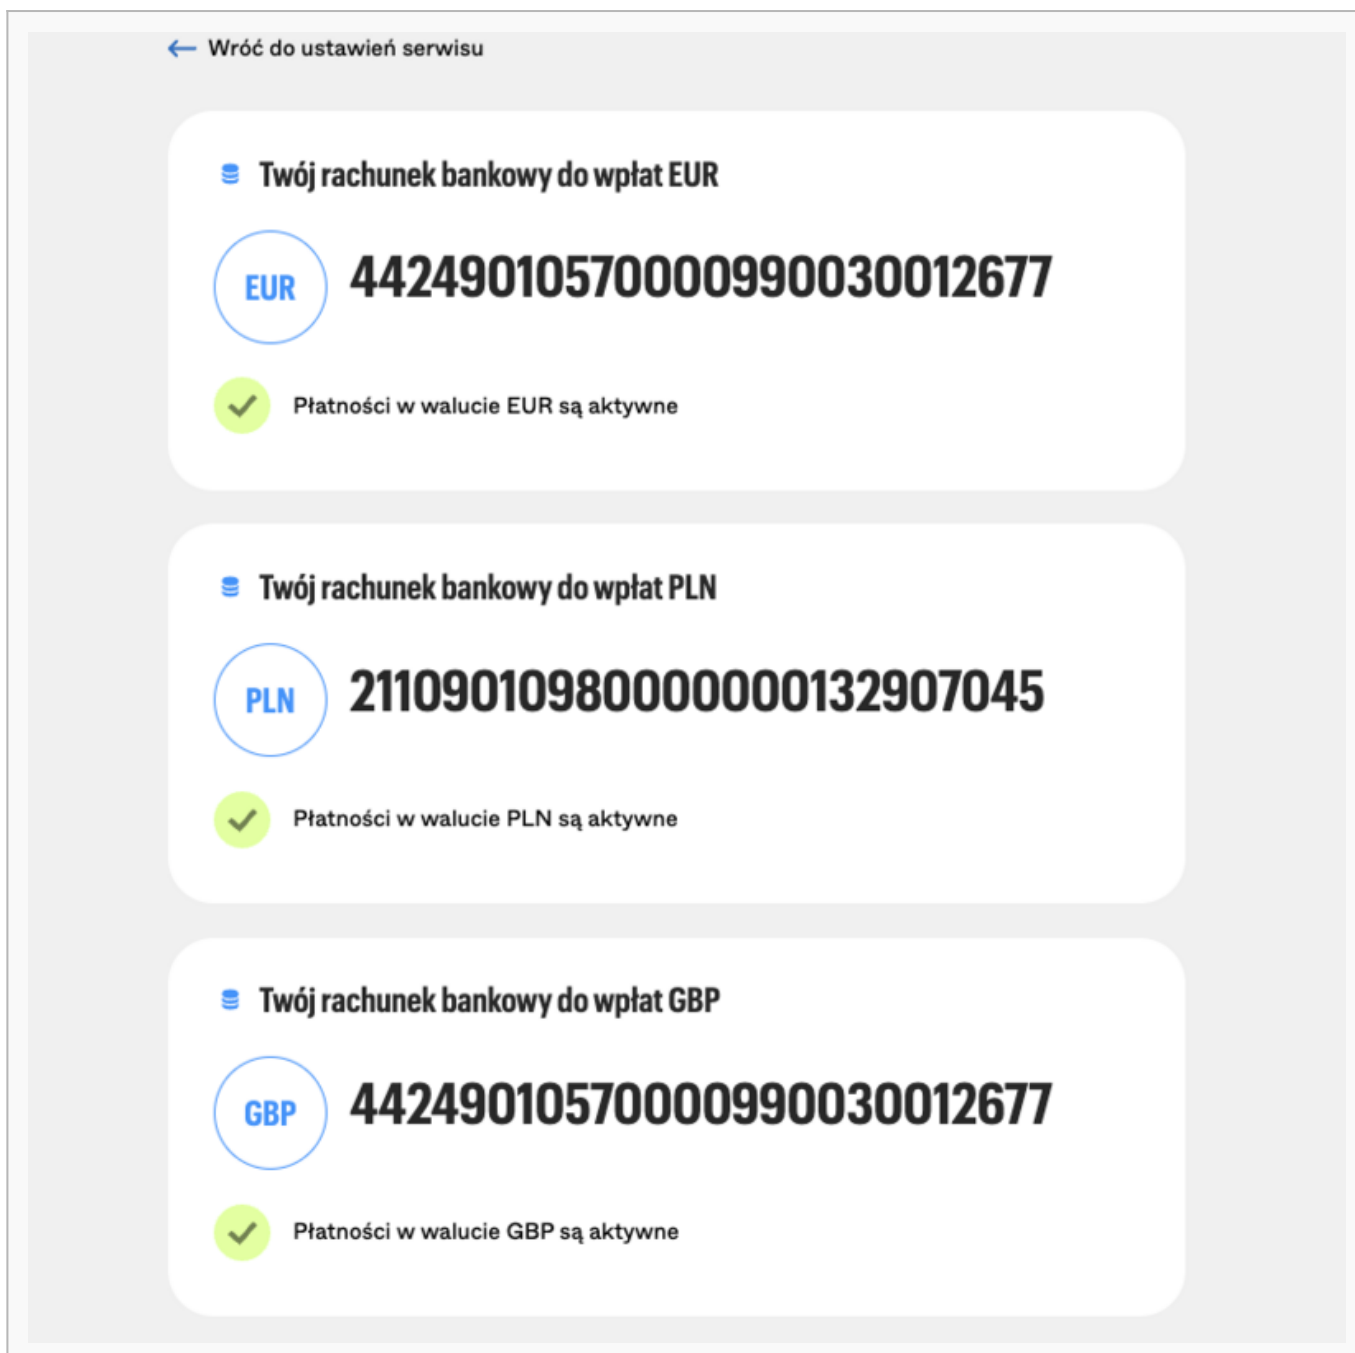 ← Wróć do ustawień serwisu
Twój rachunek bankowy do wpłat EUR
EUR
44249010570000990030012677
Płatności w walucie EUR są aktywne
Twój rachunek bankowy do wpłat PLN
PLN
21109010980000000132907045
Płatności w walucie PLN są aktywne
Twój rachunek bankowy do wpłat GBP
GBP
44249010570000990030012677
Płatności w walucie GBP są aktywne